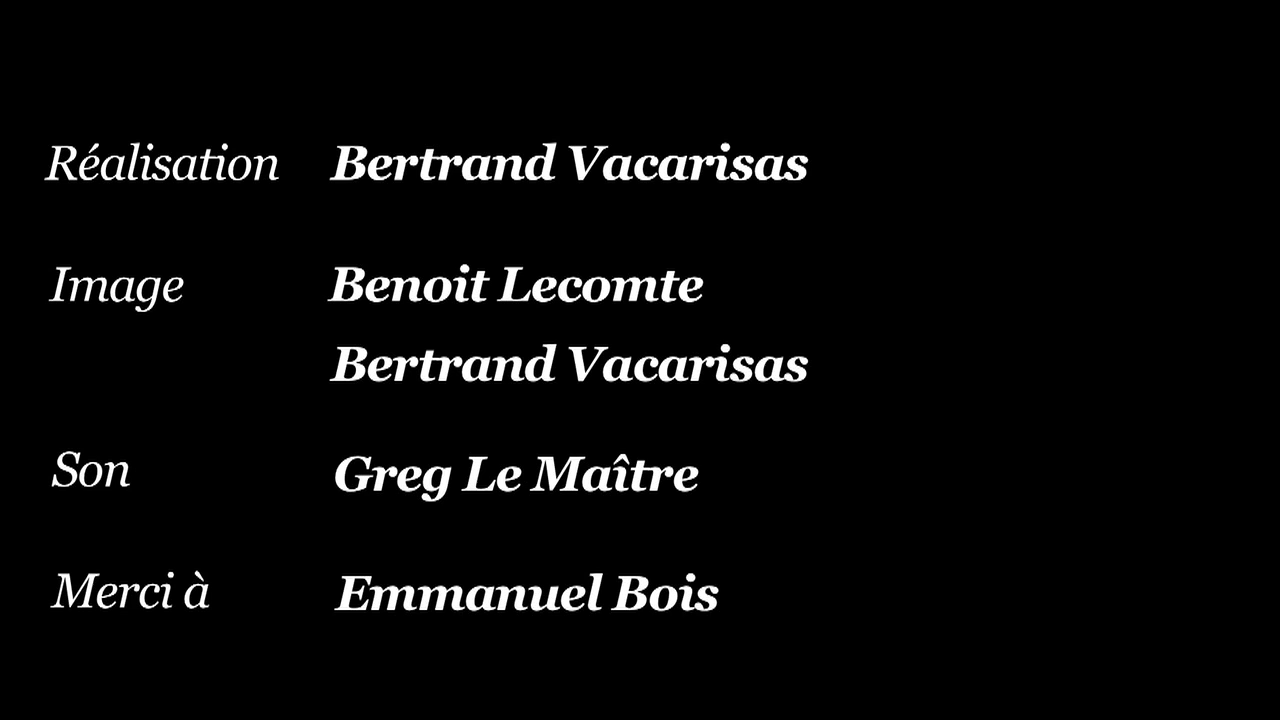 Réalisation Bertrand Vacarisas
Image Benoit Lecomte
Bertrand Vacarisas
Son Greg Le Maître
Merci à Emmanuel Bois